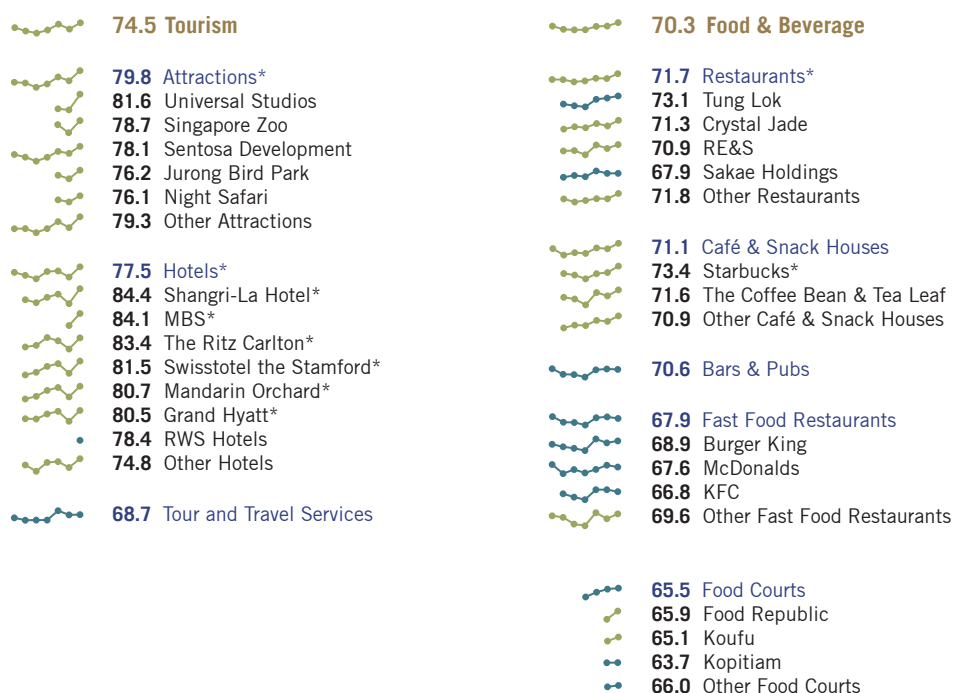 74.5 Tourism
79.8 Attractions*
81.6 Universal Studios
78.7 Singapore Zoo
78.1 Sentosa Development
76.2 Jurong Bird Park
76.1 Night Safari
79.3 Other Attractions
77.5 Hotels*
84.4 Shangri-La Hotel*
84.1 MBS*
83.4 The Ritz Carlton*
81.5 Swisstotel the Stamford*
80.7 Mandarin Orchard*
80.5 Grand Hyatt*
78.4 RWS Hotels
74.8 Other Hotels
68.7 Tour and Travel Services
70.3 Food & Beverage
71.7 Restaurants*
73.1 Tung Lok
71.3 Crystal Jade
70.9 RE&S
67.9 Sakae Holdings
71.8 Other Restaurants
71.1 Café & Snack Houses
73.4 Starbucks*
71.6 The Coffee Bean & Tea Leaf
70.9 Other Café & Snack Houses
70.6 Bars & Pubs
67.9 Fast Food Restaurants
68.9 Burger King
67.6 McDonalds
66.8 KFC
69.6 Other Fast Food Restaurants
65.5 Food Courts
65.9 Food Republic
65.1 Koufu
63.7 Kopitiam
66.0 Other Food Courts